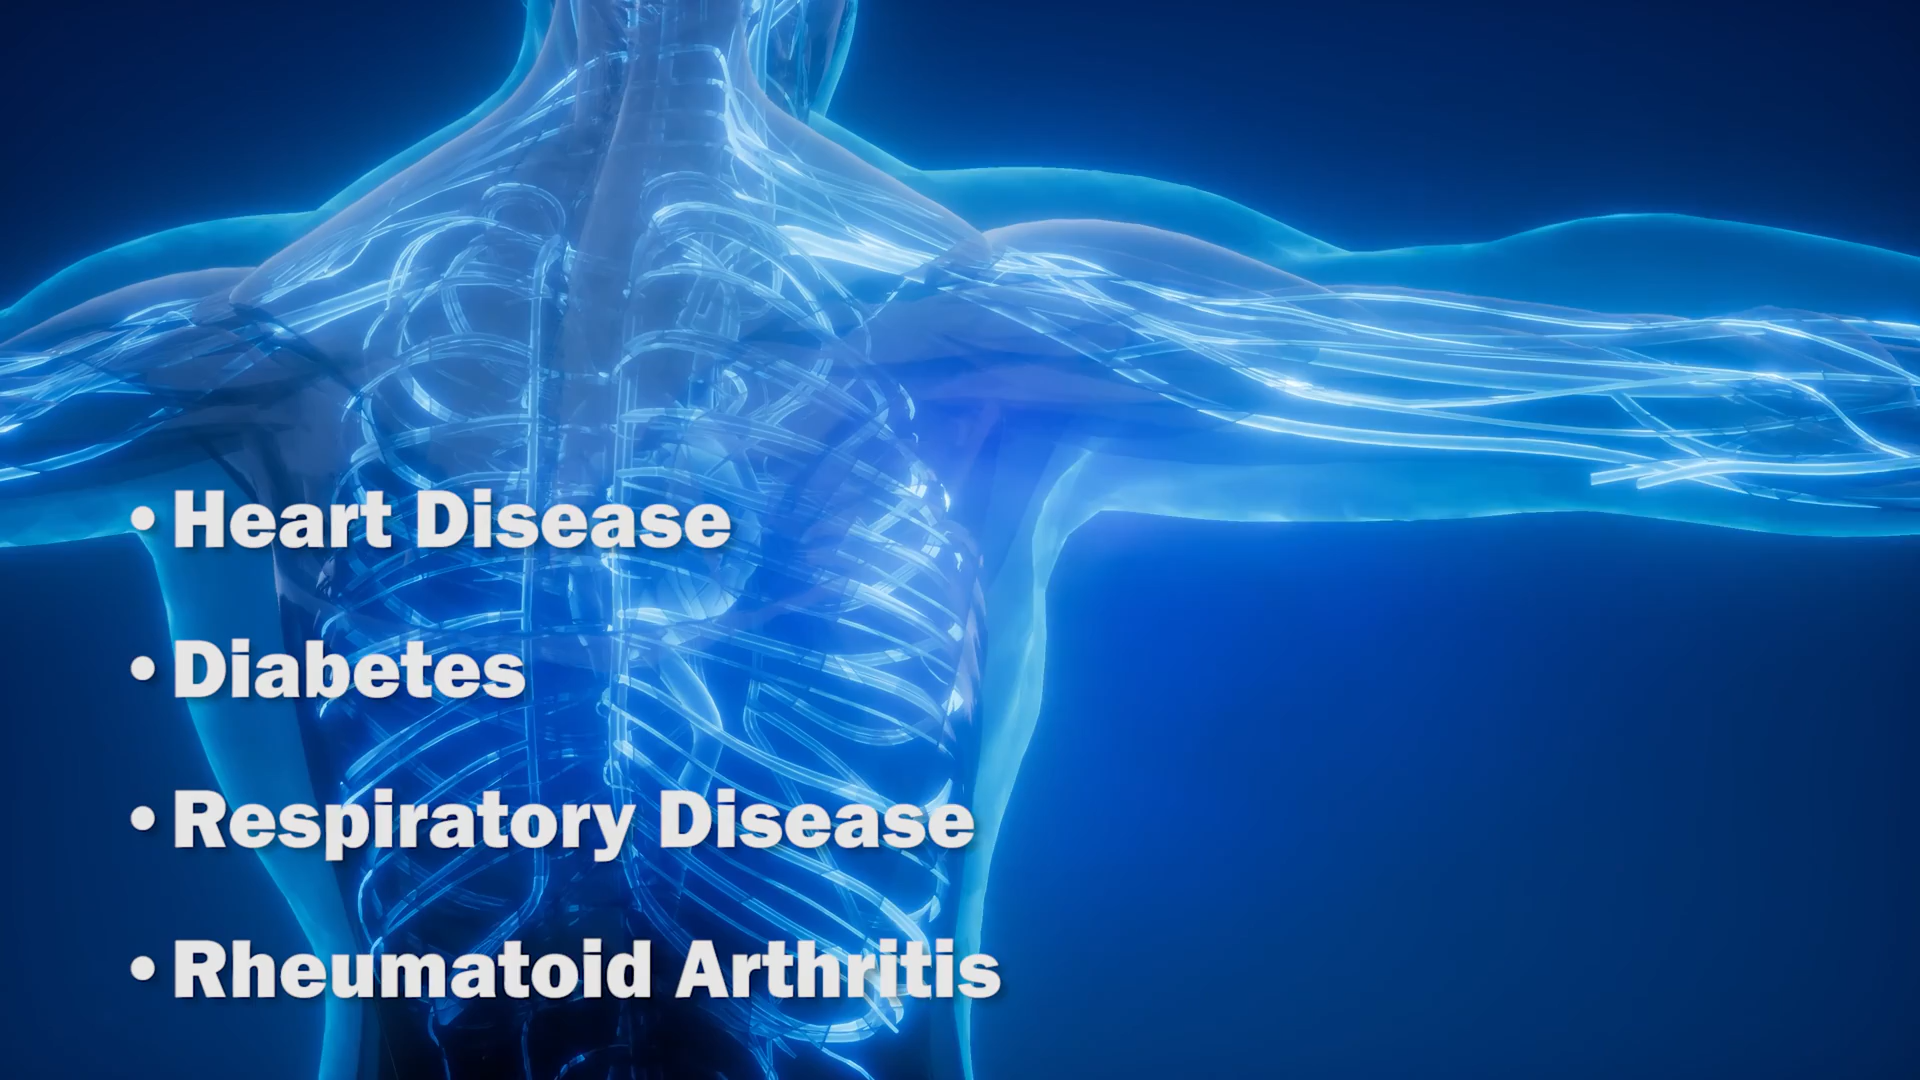 • Heart Disease
• Diabetes
• Respiratory Disease
• Rheumatoid Arthritis